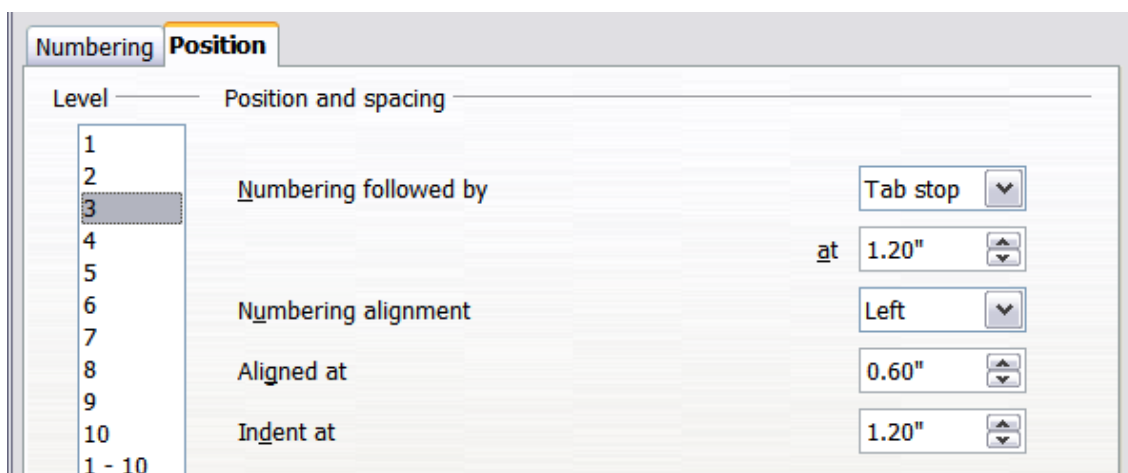 Numbering Position
Level Position and spacing
1
2
Numbering followed by Tab stop
3
4
at 1.20"
5
6
Numbering alignment Left
7
8
Aligned at 0.60"
9
10
Indent at 1.20"
1 - 10